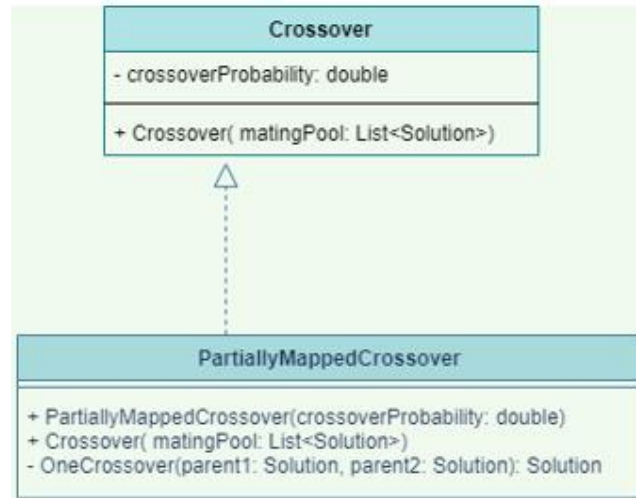 Crossover
- crossoverProbability: double
+ Crossover( matingPool: List<Solution>)
PartiallyMappedCrossover
+ PartiallyMappedCrossover(crossoverProbability: double)
+ Crossover( matingPool: List<Solution>)
- OneCrossover(parent1: Solution, parent2: Solution): Solution